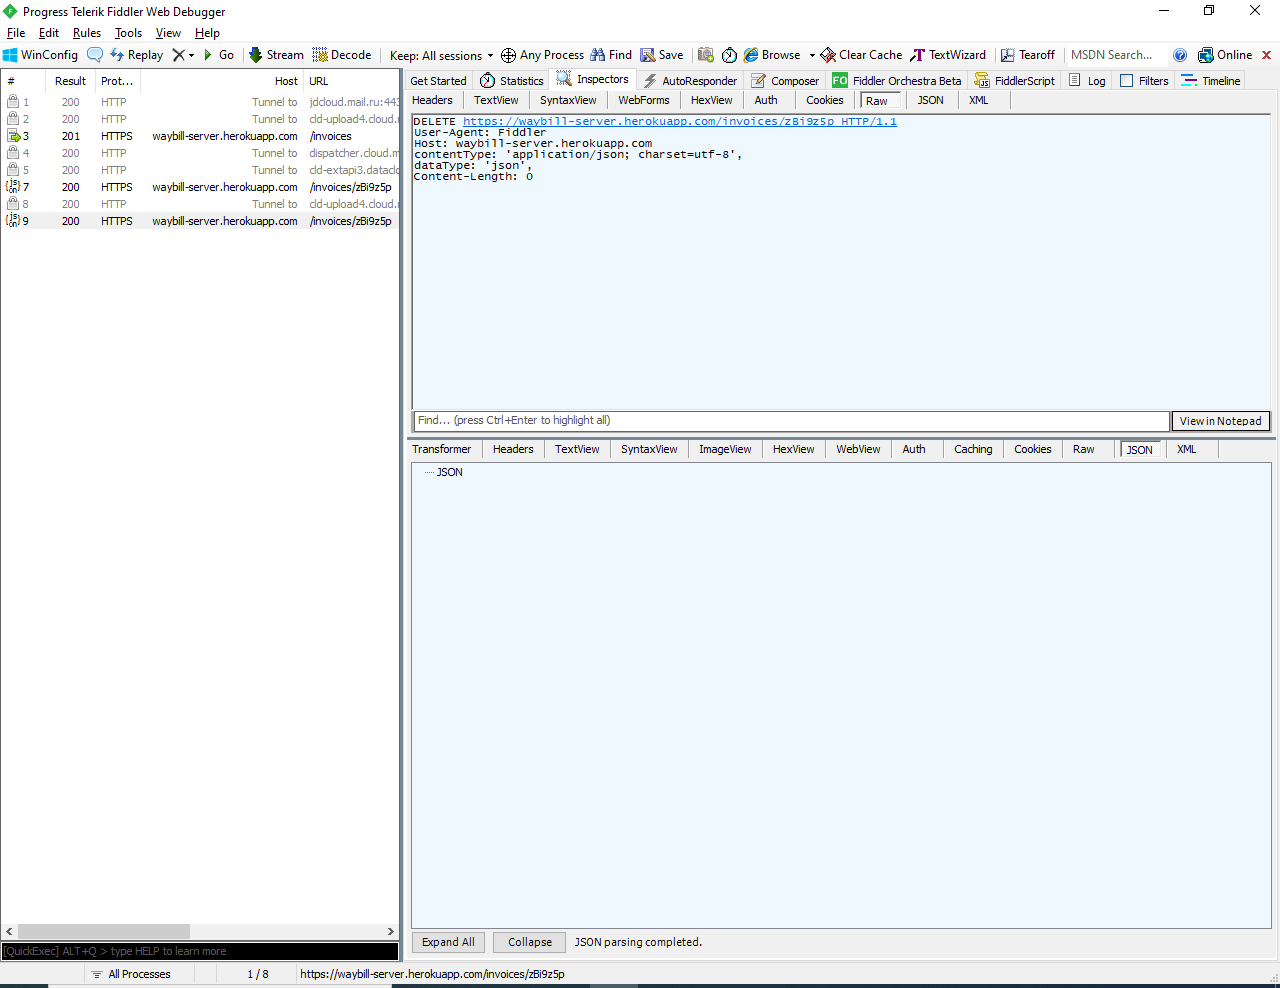 Progress Telerik Fiddler Web Debugger
File Edit Rules Tools View Help
WinConfig Replay Go Stream Decode Keep: All sessions Any Process Find Save Browse Clear Cache TextWizard Tearoff MSDN Search... Online
# Result Prot... Host URL
1 200 HTTP Tunnel to jdcloud.mail.ru:443
2 200 HTTP Tunnel to cld-upload4.cloud.r
3 201 HTTPS waybill-server.herokuapp.com /invoices
4 200 HTTP Tunnel to dispatcher.cloud.m
5 200 HTTP Tunnel to cld-extapi3.dataclo
7 200 HTTPS waybill-server.herokuapp.com /invoices/zBi9z5p
8 200 HTTP Tunnel to cld-upload4.cloud.r
9 200 HTTPS waybill-server.herokuapp.com /invoices/zBi9z5p
[QuickExec] ALT+Q > type HELP to learn more
Get Started Statistics Inspectors AutoResponder Composer FO Fiddler Orchestra Beta FiddlerScript Log Filters Timeline
Headers TextView SyntaxView WebForms HexView Auth Cookies Raw JSON XML
DELETE https://waybill-server.herokuapp.com/invoices/zBi9z5p HTTP/1.1
User-Agent: Fiddler
Host: waybill-server.herokuapp.com
contentType: 'application/json; charset=utf-8',
dataType: 'json',
Content-Length: 0
Find... (press Ctrl+Enter to highlight all) View in Notepad
Transformer Headers TextView SyntaxView ImageView HexView WebView Auth Caching Cookies Raw JSON XML
JSON
Expand All Collapse JSON parsing completed.
All Processes 1 / 8 https://waybill-server.herokuapp.com/invoices/zBi9z5p